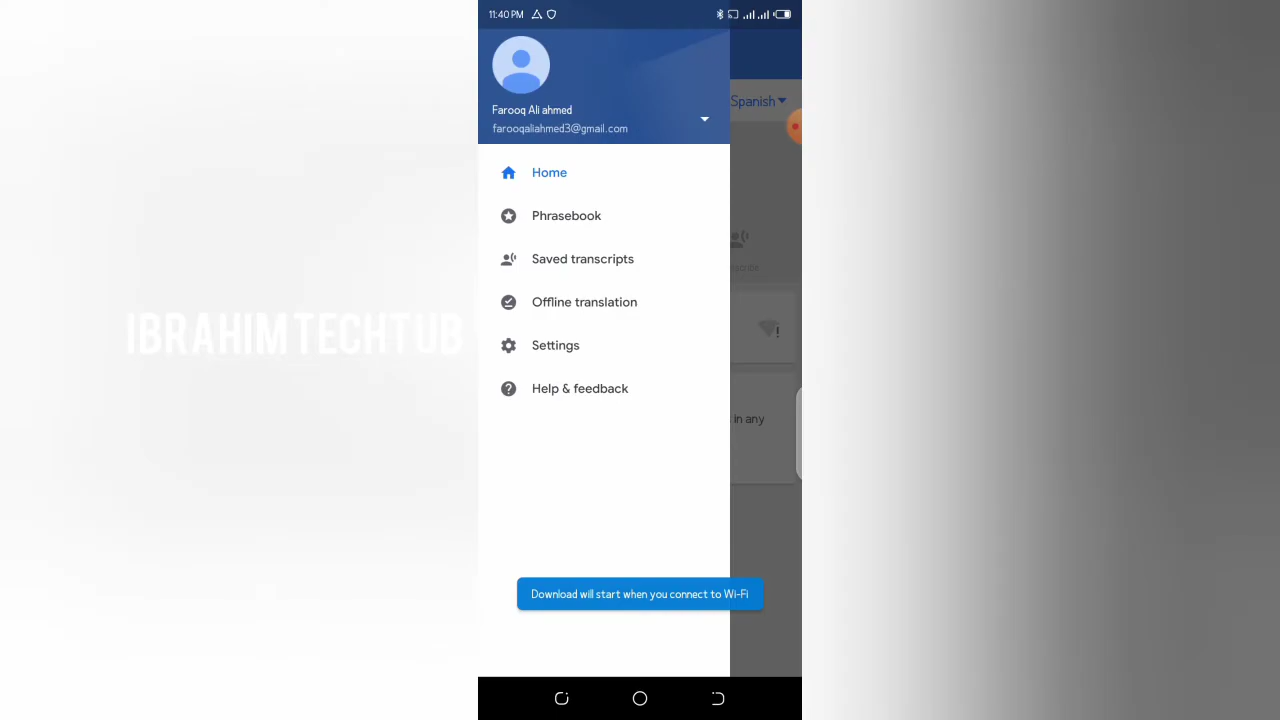 11:40 PM
Farooq Ali ahmed
farooqaliahmed3@gmail.com
Spanish
Home
Phrasebook
Saved transcripts
Offline translation
Settings
Help & feedback
in any
Download will start when you connect to Wi-Fi
IBRAHIM TECHTUB